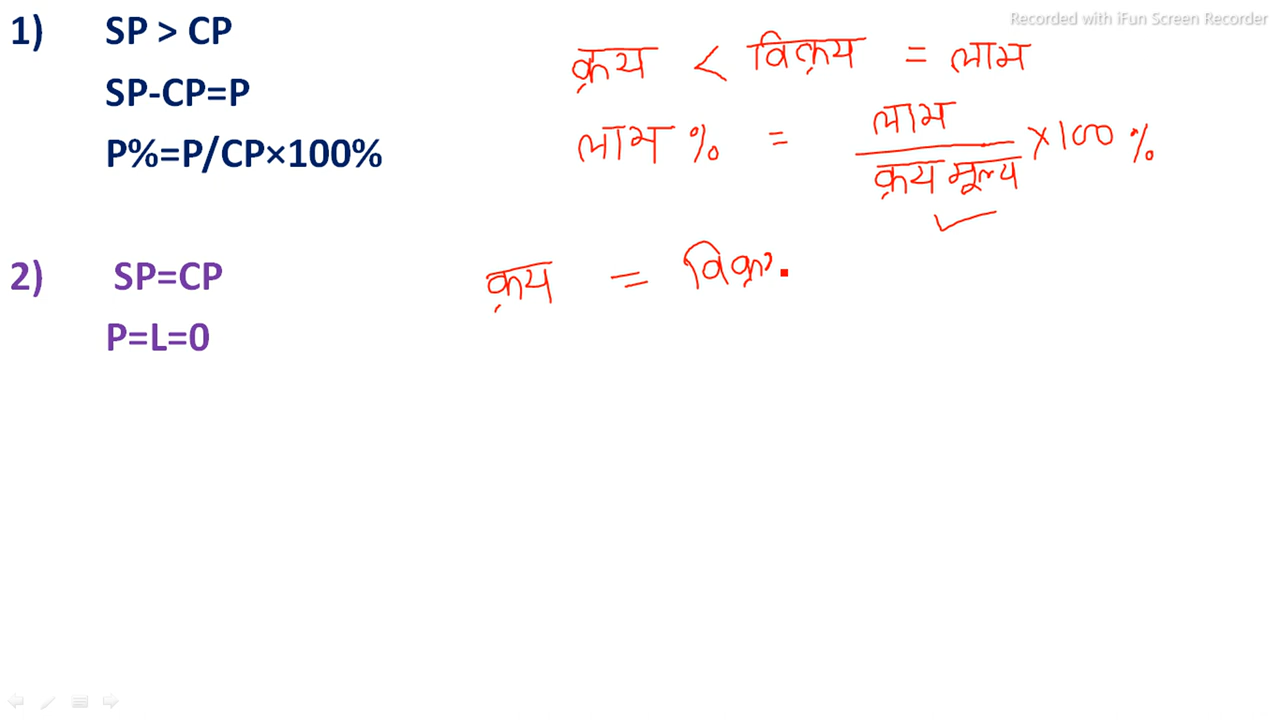 Recorded with iFun Screen Recorder
1) SP > CP
क्रय < विक्रय = लाभ
SP-CP=P
P%=P/CP×100%
लाभ % = लाभ / क्रय मूल्य × 100 %
2) SP=CP
क्रय = विक्र
P=L=0